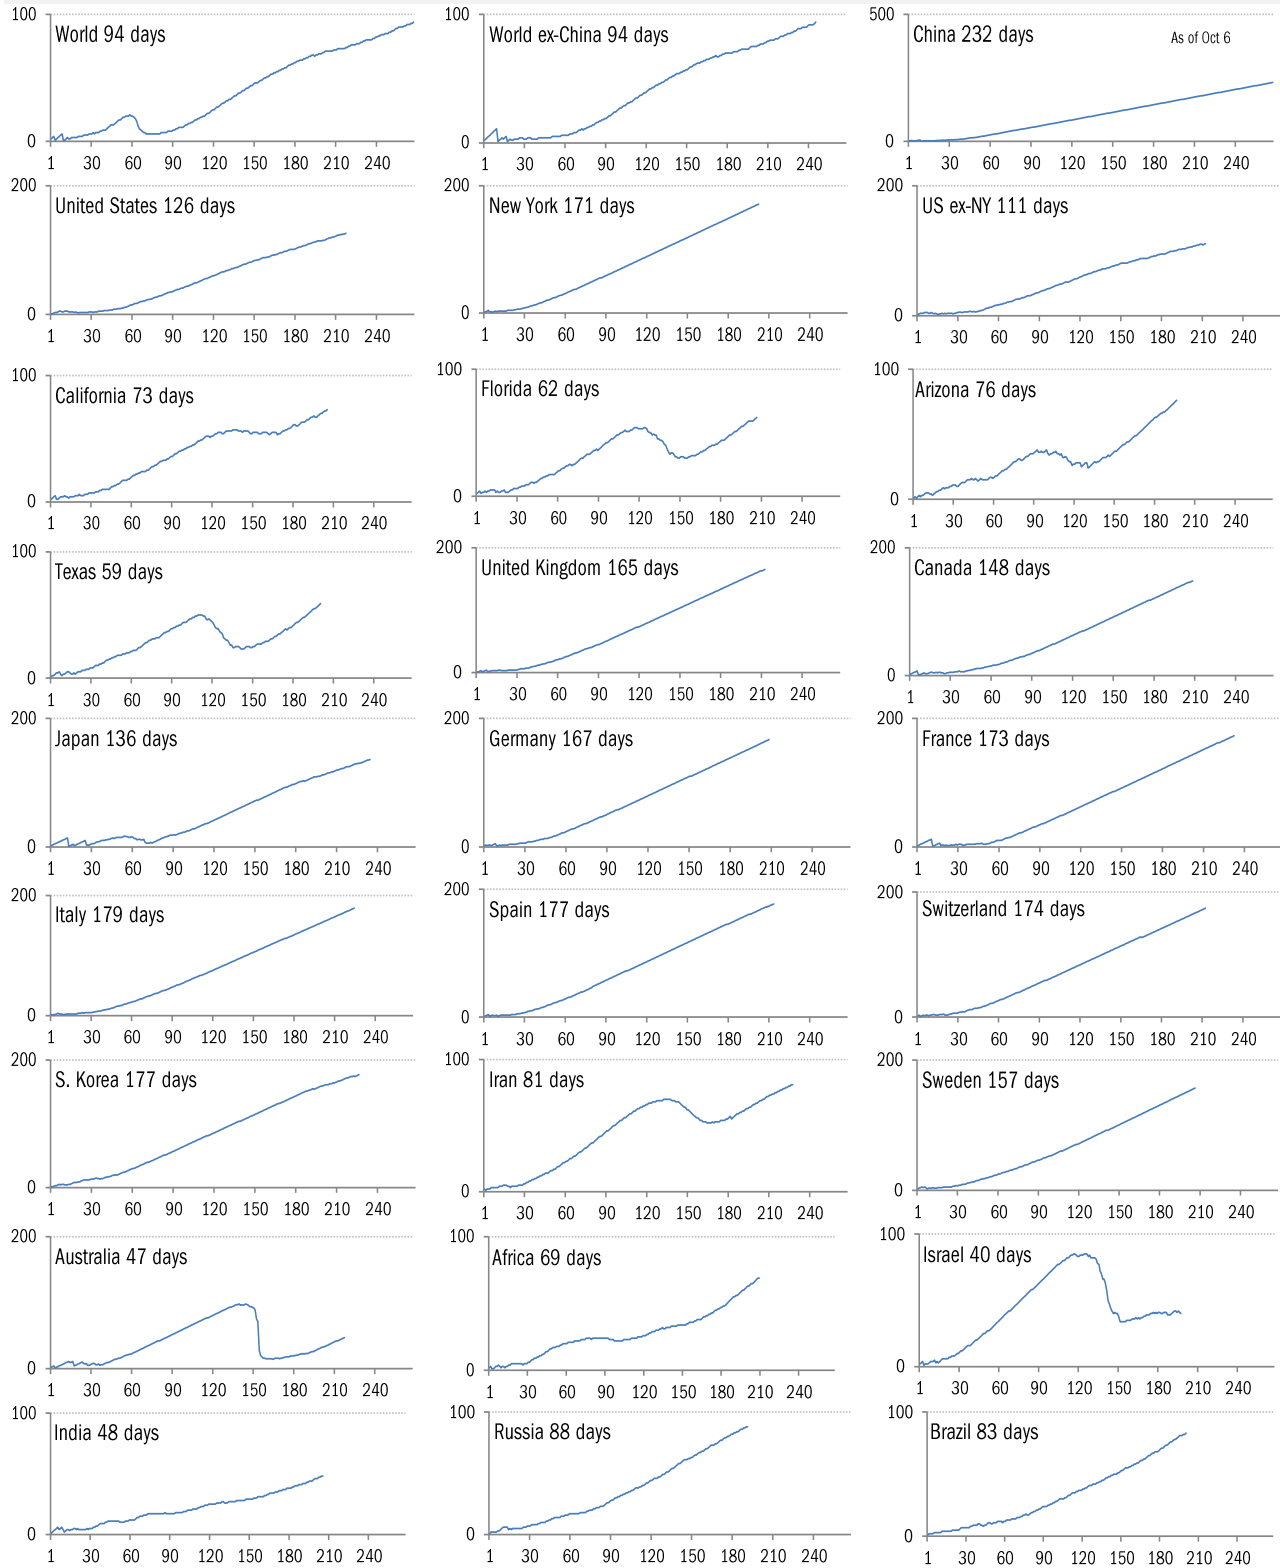 100
World 94 days
0
1 30 60 90 120 150 180 210 240
100
World ex-China 94 days
0
1 30 60 90 120 150 180 210 240
500
China 232 days
As of Oct 6
0
1 30 60 90 120 150 180 210 240
200
United States 126 days
0
1 30 60 90 120 150 180 210 240
200
New York 171 days
0
1 30 60 90 120 150 180 210 240
200
US ex-NY 111 days
0
1 30 60 90 120 150 180 210 240
100
California 73 days
0
1 30 60 90 120 150 180 210 240
100
Florida 62 days
0
1 30 60 90 120 150 180 210 240
100
Arizona 76 days
0
1 30 60 90 120 150 180 210 240
100
Texas 59 days
0
1 30 60 90 120 150 180 210 240
200
United Kingdom 165 days
0
1 30 60 90 120 150 180 210 240
200
Canada 148 days
0
1 30 60 90 120 150 180 210 240
200
Japan 136 days
0
1 30 60 90 120 150 180 210 240
200
Germany 167 days
0
1 30 60 90 120 150 180 210 240
200
France 173 days
0
1 30 60 90 120 150 180 210 240
200
Italy 179 days
0
1 30 60 90 120 150 180 210 240
200
Spain 177 days
0
1 30 60 90 120 150 180 210 240
200
Switzerland 174 days
0
1 30 60 90 120 150 180 210 240
200
S. Korea 177 days
0
1 30 60 90 120 150 180 210 240
100
Iran 81 days
0
1 30 60 90 120 150 180 210 240
200
Sweden 157 days
0
1 30 60 90 120 150 180 210 240
200
Australia 47 days
0
1 30 60 90 120 150 180 210 240
100
Africa 69 days
0
1 30 60 90 120 150 180 210 240
100
Israel 40 days
0
1 30 60 90 120 150 180 210 240
100
India 48 days
0
1 30 60 90 120 150 180 210 240
100
Russia 88 days
0
1 30 60 90 120 150 180 210 240
100
Brazil 83 days
0
1 30 60 90 120 150 180 210 240